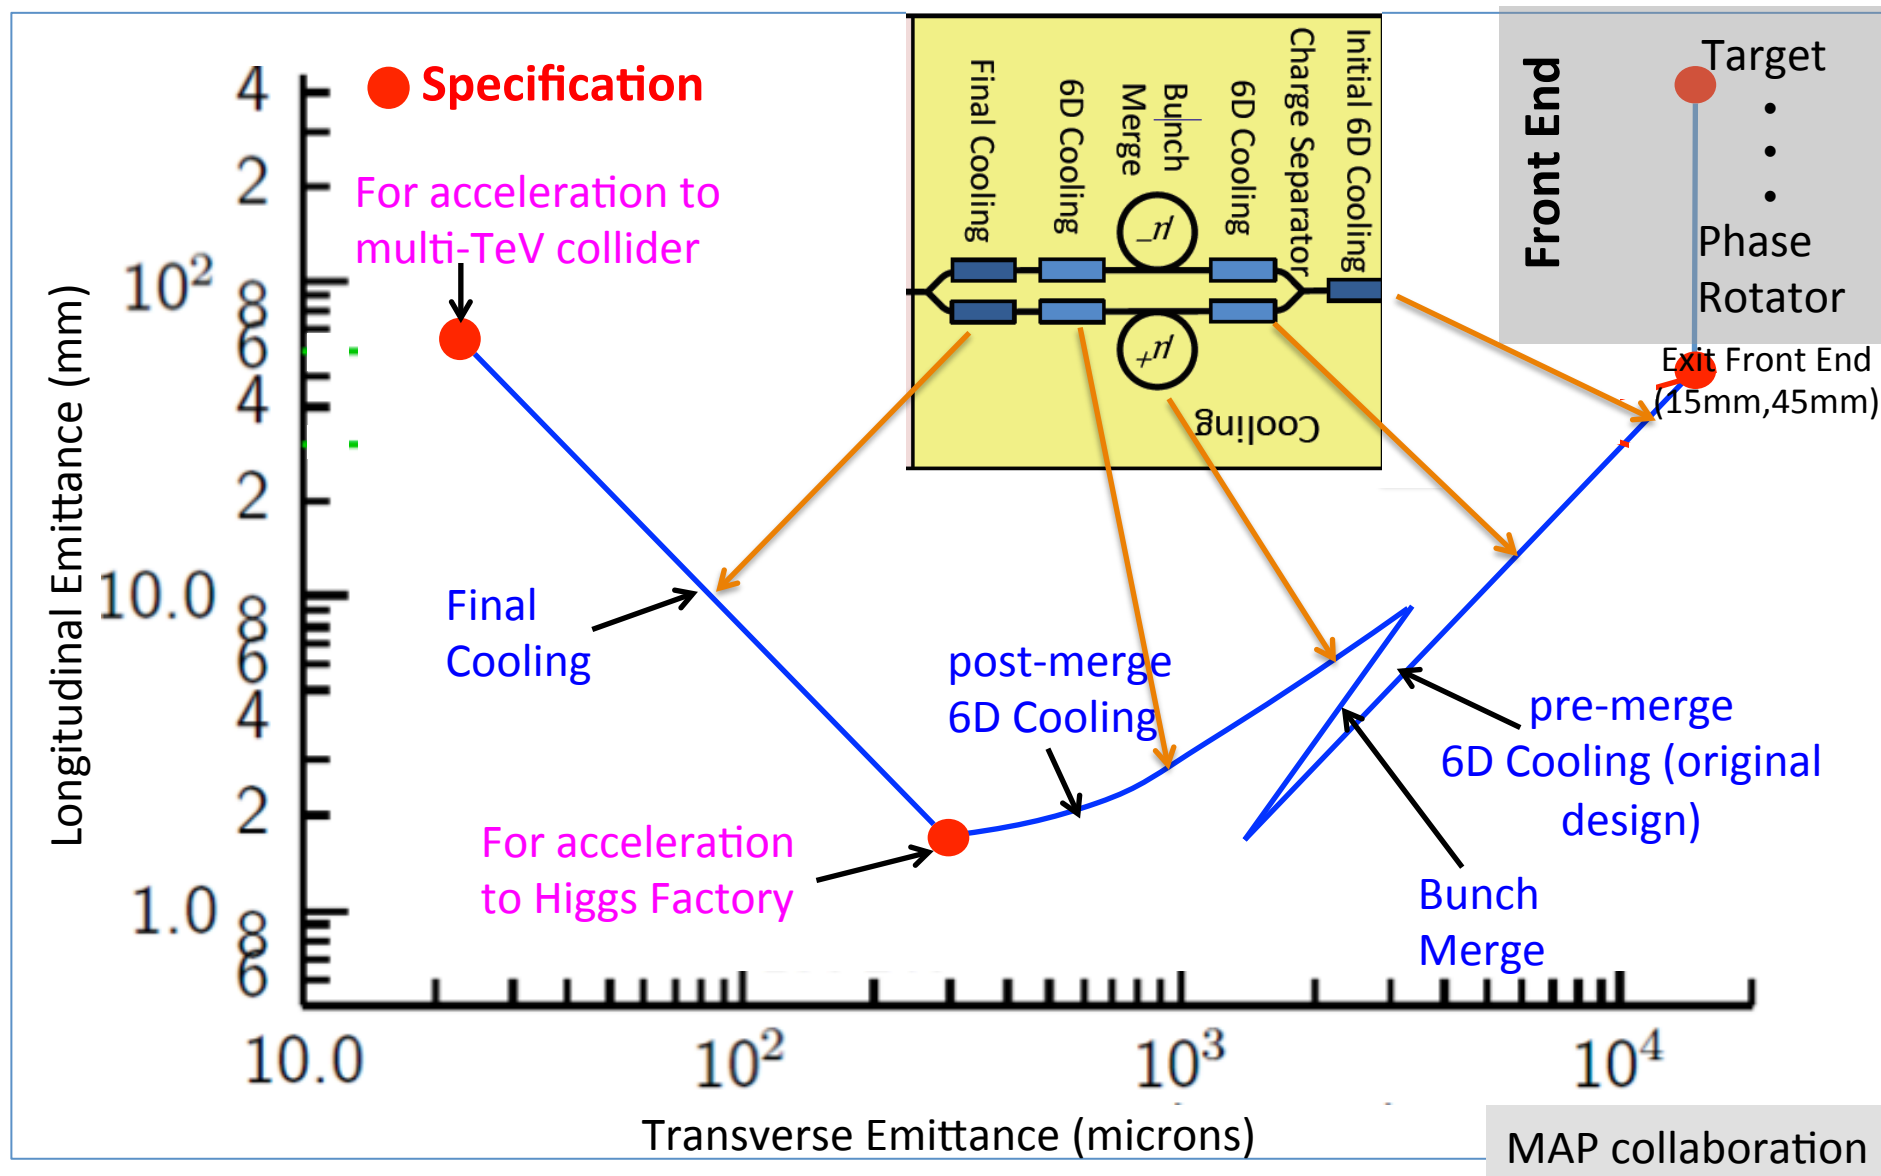 Specification
For acceleration to
multi-TeV collider
Final Cooling
6D Cooling
Bunch
Merge
6D Cooling
Charge Separator
Initial 6D Cooling
μ−
μ+
Cooling
Front End
Target
Phase
Rotator
Exit Front End
(15mm,45mm)
Longitudinal Emittance (mm)
4
2
10²
8
6
4
4
2
10.0
8
6
4
2
1.0
8
6
Final
Cooling
post-merge
6D Cooling
pre-merge
6D Cooling (original
design)
For acceleration
to Higgs Factory
Bunch
Merge
10.0
10²
10³
10⁴
Transverse Emittance (microns)
MAP collaboration